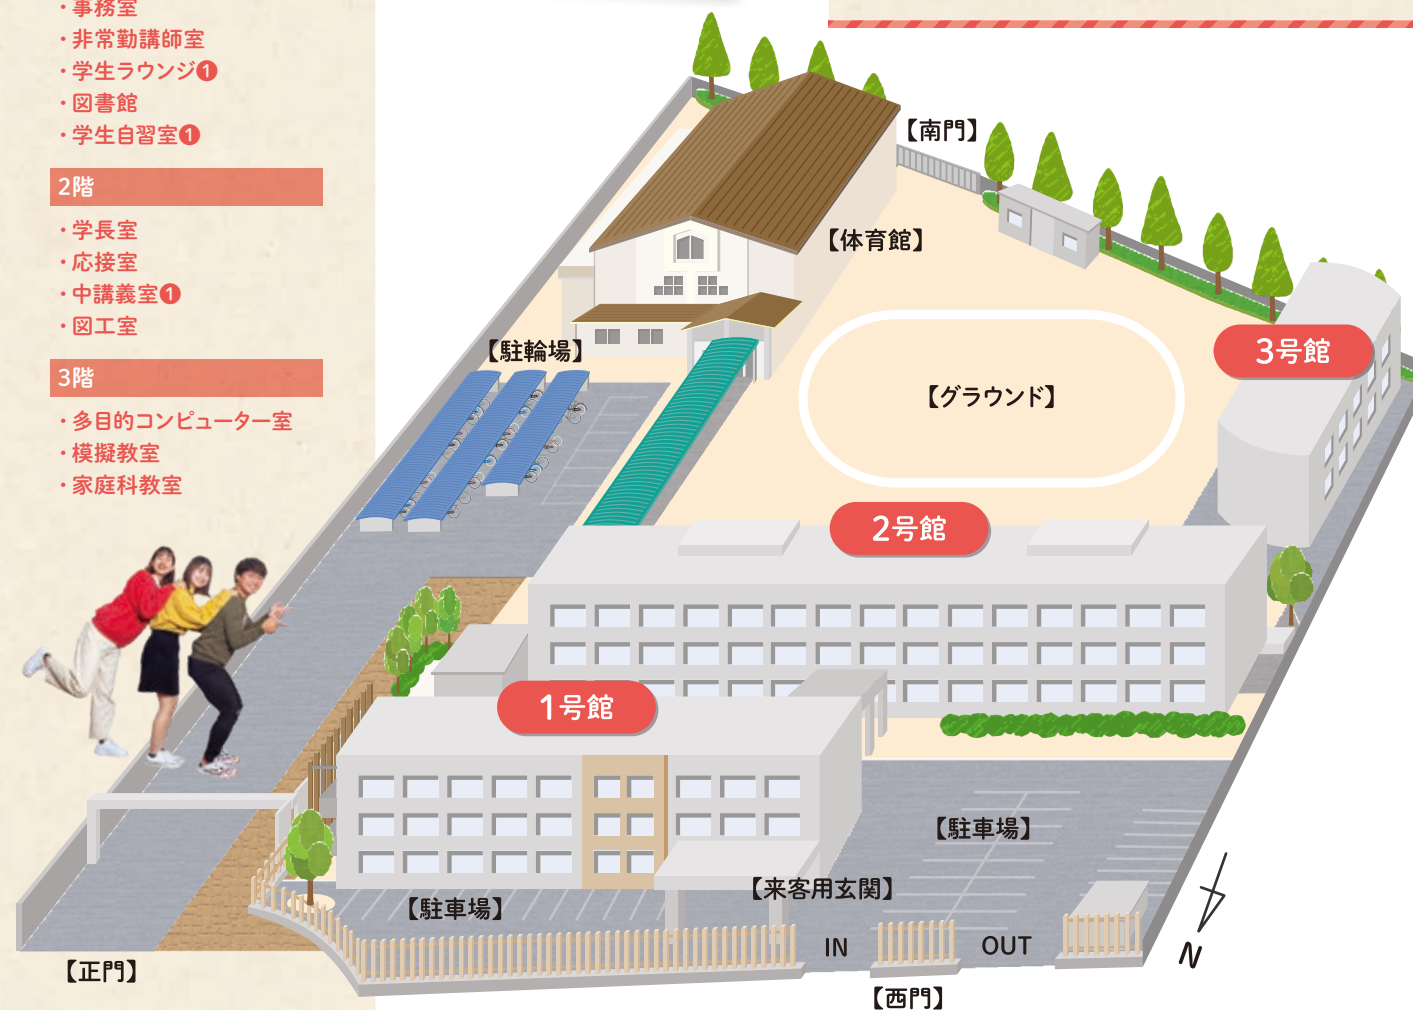 ・事務室
・非常勤講師室
・学生ラウンジ❶
・図書館
・学生自習室❶
2階
・学長室
・応接室
・中講義室❶
・図工室
3階
・多目的コンピューター室
・模擬教室
・家庭科教室
【南門】
【体育館】
【駐輪場】
3号館
【グラウンド】
2号館
1号館
【駐車場】
【来客用玄関】
【駐車場】
IN
OUT
N
【正門】
【西門】